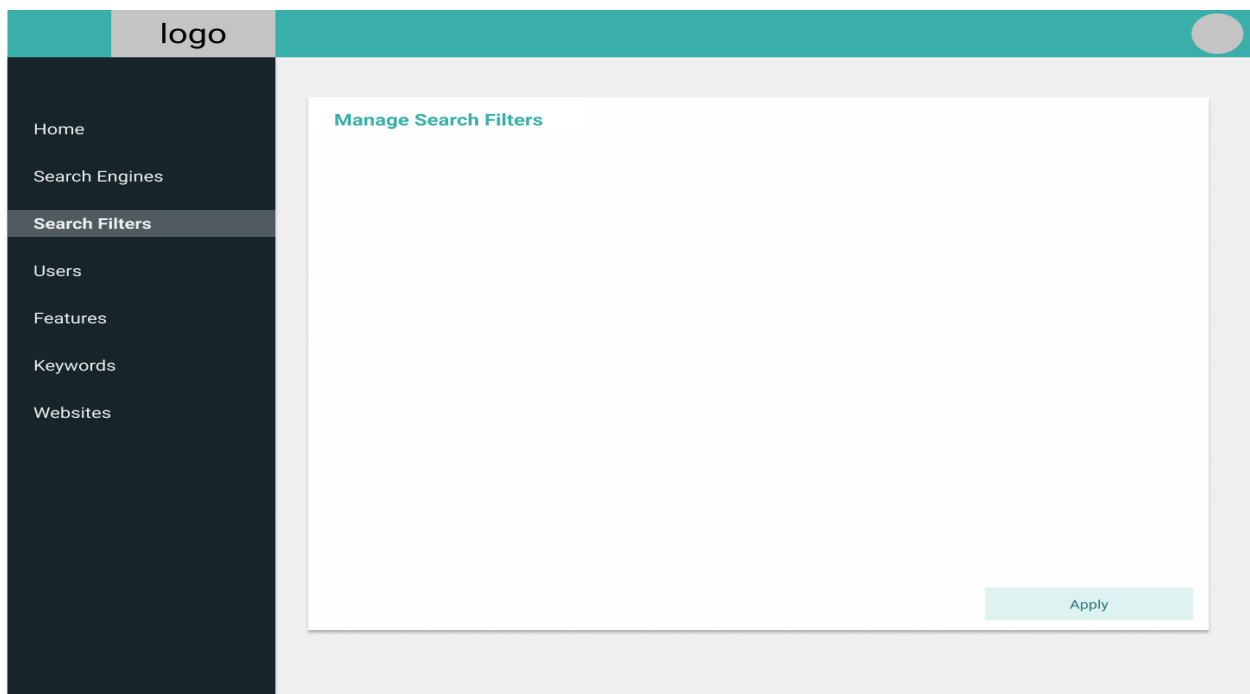 logo
Home
Search Engines
Search Filters
Users
Features
Keywords
Websites
Manage Search Filters
Apply